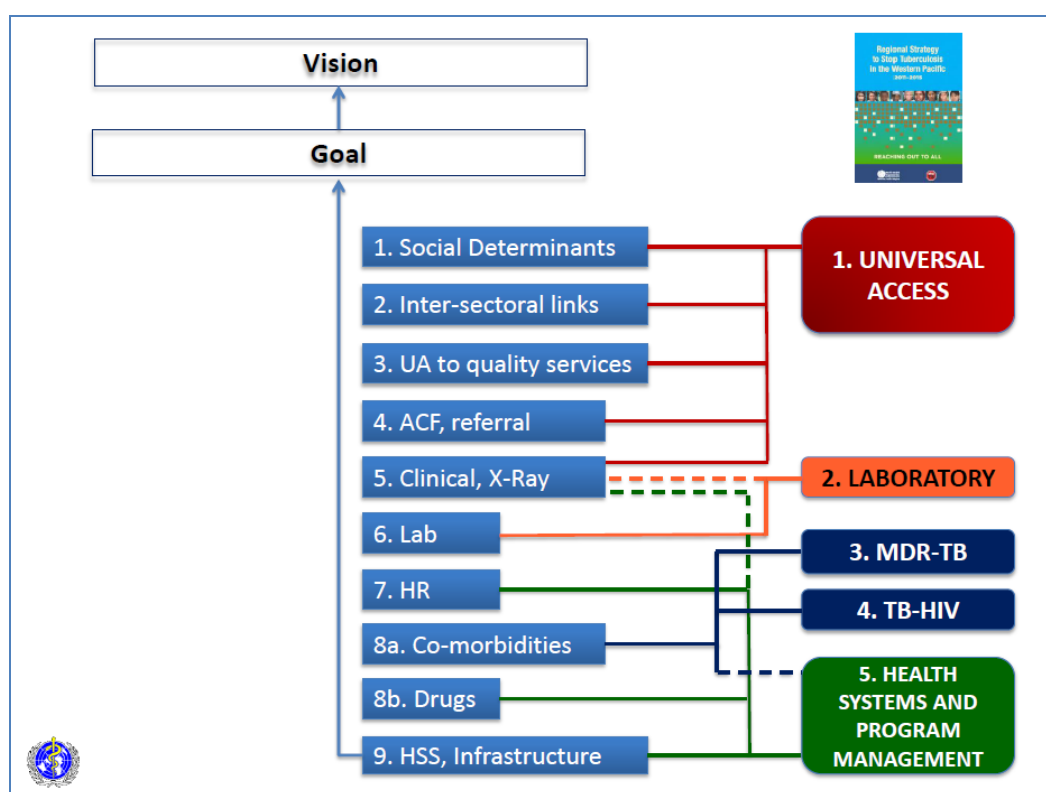 Vision
Goal
Regional Strategy
to Stop Tuberculosis
in the Western Pacific
REACHING OUT TO ALL
1. Social Determinants
2. Inter-sectoral links
3. UA to quality services
4. ACF, referral
5. Clinical, X-Ray
6. Lab
7. HR
8a. Co-morbidities
8b. Drugs
9. HSS, Infrastructure
1. UNIVERSAL
ACCESS
2. LABORATORY
3. MDR-TB
4. TB-HIV
5. HEALTH
SYSTEMS AND
PROGRAM
MANAGEMENT